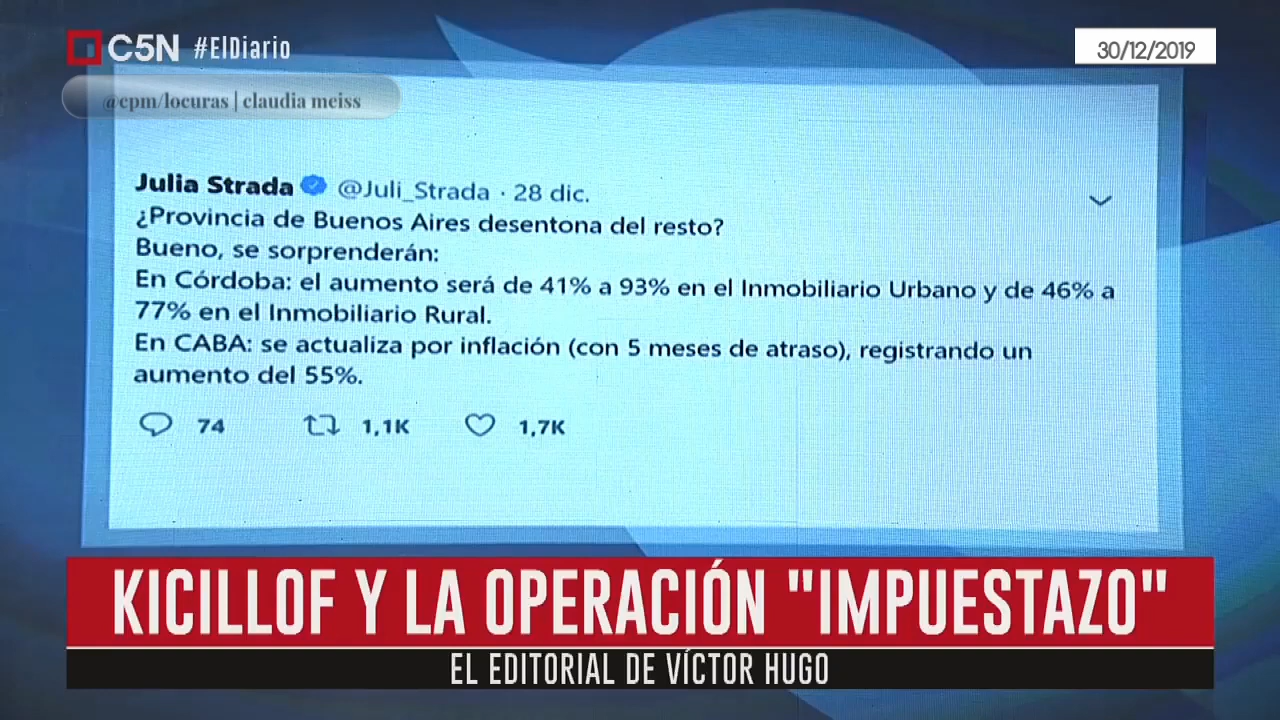 C5N #ElDiario
30/12/2019
@cpm/locuras | claudia meiss
Julia Strada @Juli_Strada · 28 dic.
¿Provincia de Buenos Aires desentona del resto?
Bueno, se sorprenderán:
En Córdoba: el aumento será de 41% a 93% en el Inmobiliario Urbano y de 46% a
77% en el Inmobiliario Rural.
En CABA: se actualiza por inflación (con 5 meses de atraso), registrando un
aumento del 55%.
74 1,1K 1,7K
KICILLOF Y LA OPERACIÓN "IMPUESTAZO"
EL EDITORIAL DE VÍCTOR HUGO